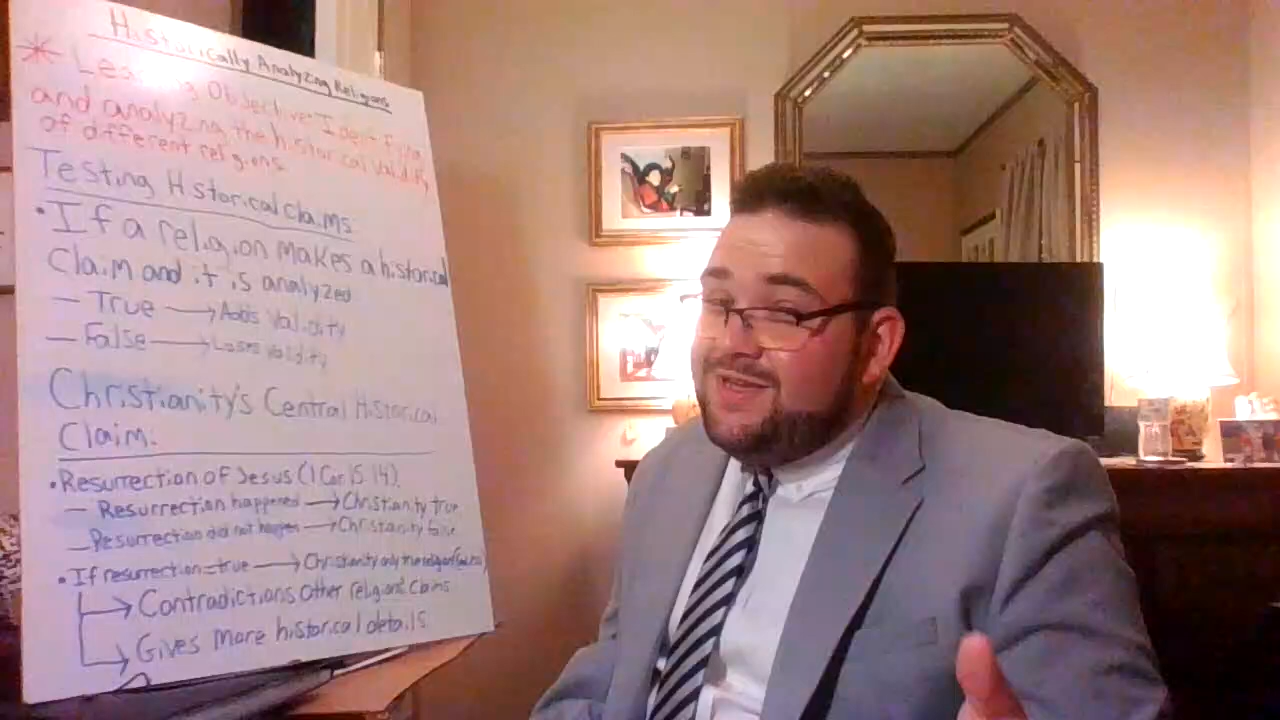 Historically Analyzing Religions
* Learning Objective: Identifying
and analyzing the historical validity
of different religions
Testing Historical Claims
• If a religion makes a historical
Claim and it is analyzed
– True → Adds Validity
– False → Loses Validity
Christianity's Central Historical
Claim:
• Resurrection of Jesus (1 Cor 15:14).
– Resurrection happened → Christianity true
– Resurrection did not happen → Christianity false
• If resurrection=true → Christianity only true religion
→ Contradictions Other religions' Claims
→ Gives more historical details